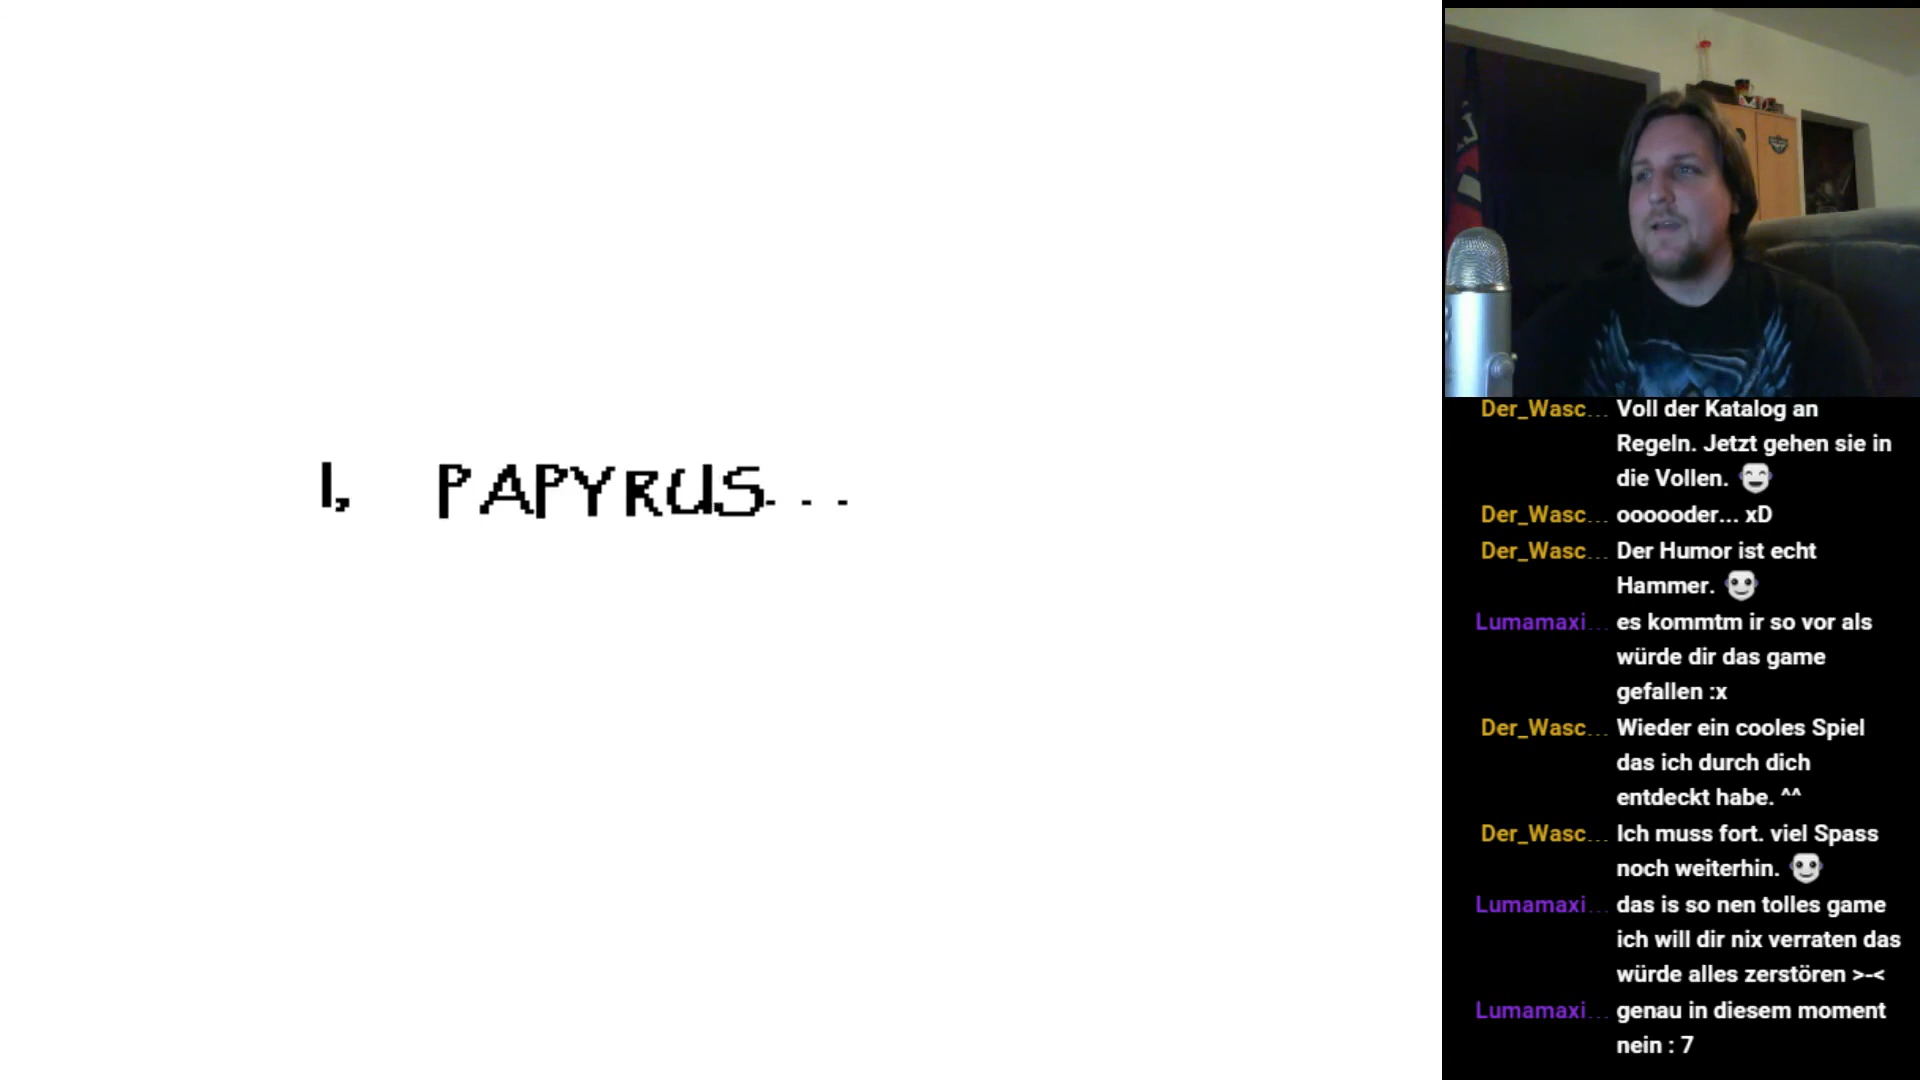 I, PAPYRUS...
Der_Wasc... Voll der Katalog an
Regeln. Jetzt gehen sie in
die Vollen.
Der_Wasc... oooooder... xD
Der_Wasc... Der Humor ist echt
Hammer.
Lumamaxi... es kommtm ir so vor als
würde dir das game
gefallen :x
Der_Wasc... Wieder ein cooles Spiel
das ich durch dich
entdeckt habe. ^^
Der_Wasc... Ich muss fort. viel Spass
noch weiterhin.
Lumamaxi... das is so nen tolles game
ich will dir nix verraten das
würde alles zerstören >-<
Lumamaxi... genau in diesem moment
nein : 7